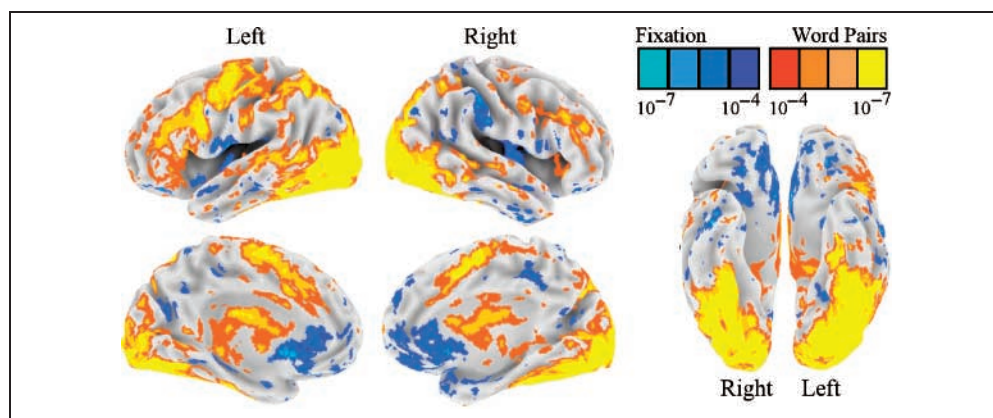 Left
Right
Fixation
Word Pairs
10⁻⁷ 10⁻⁴ 10⁻⁴ 10⁻⁷
Right Left